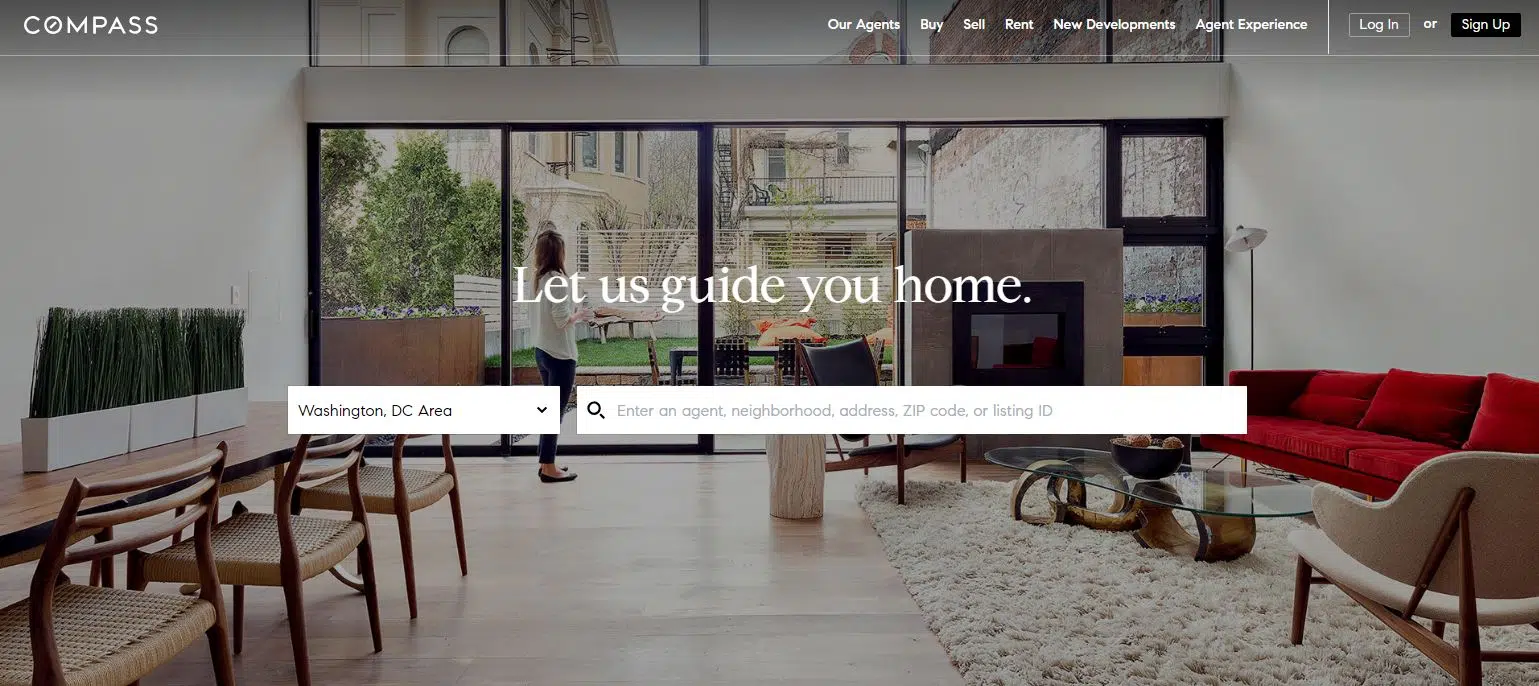 COMPASS
Our Agents Buy Sell Rent New Developments Agent Experience Log In or Sign Up
Let us guide you home.
Washington, DC Area
Enter an agent, neighborhood, address, ZIP code, or listing ID